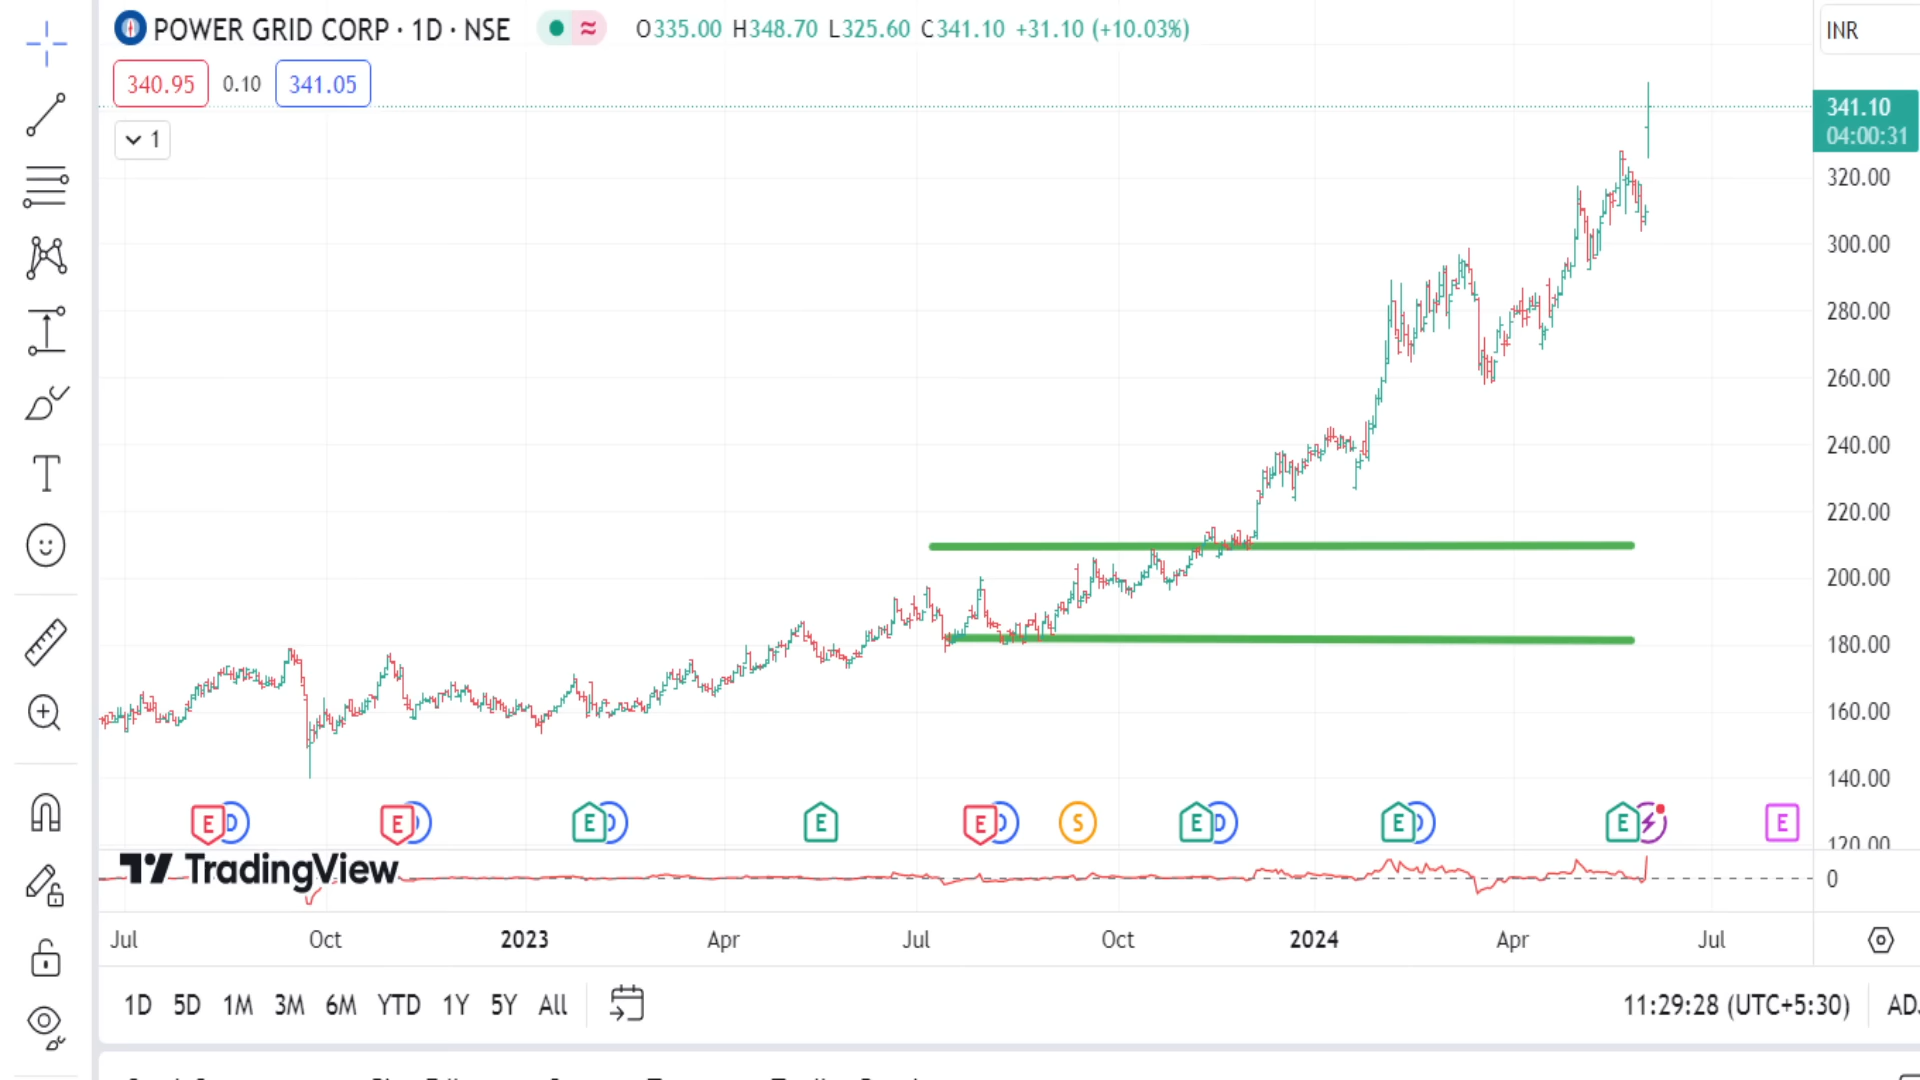 POWER GRID CORP · 1D · NSE
O335.00 H348.70 L325.60 C341.10 +31.10 (+10.03%)
INR
340.95 0.10 341.05
341.10
04:00:31
1
320.00
300.00
280.00
260.00
240.00
220.00
200.00
180.00
160.00
140.00
120.00
E D E D E D E E D S E D E D E E
TradingView
0
Jul Oct 2023 Apr Jul Oct 2024 Apr Jul
1D 5D 1M 3M 6M YTD 1Y 5Y All
11:29:28 (UTC+5:30)